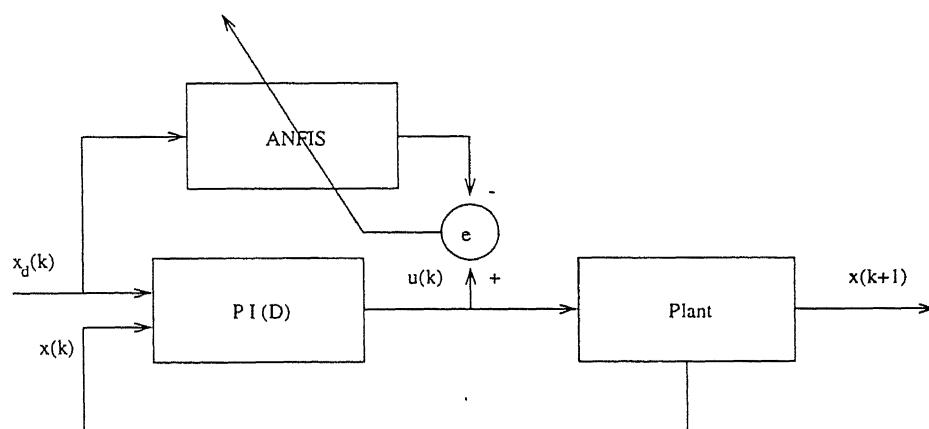 ANFIS
-
e
x_d(k)
u(k)
+
x(k+1)
P I (D)
Plant
x(k)